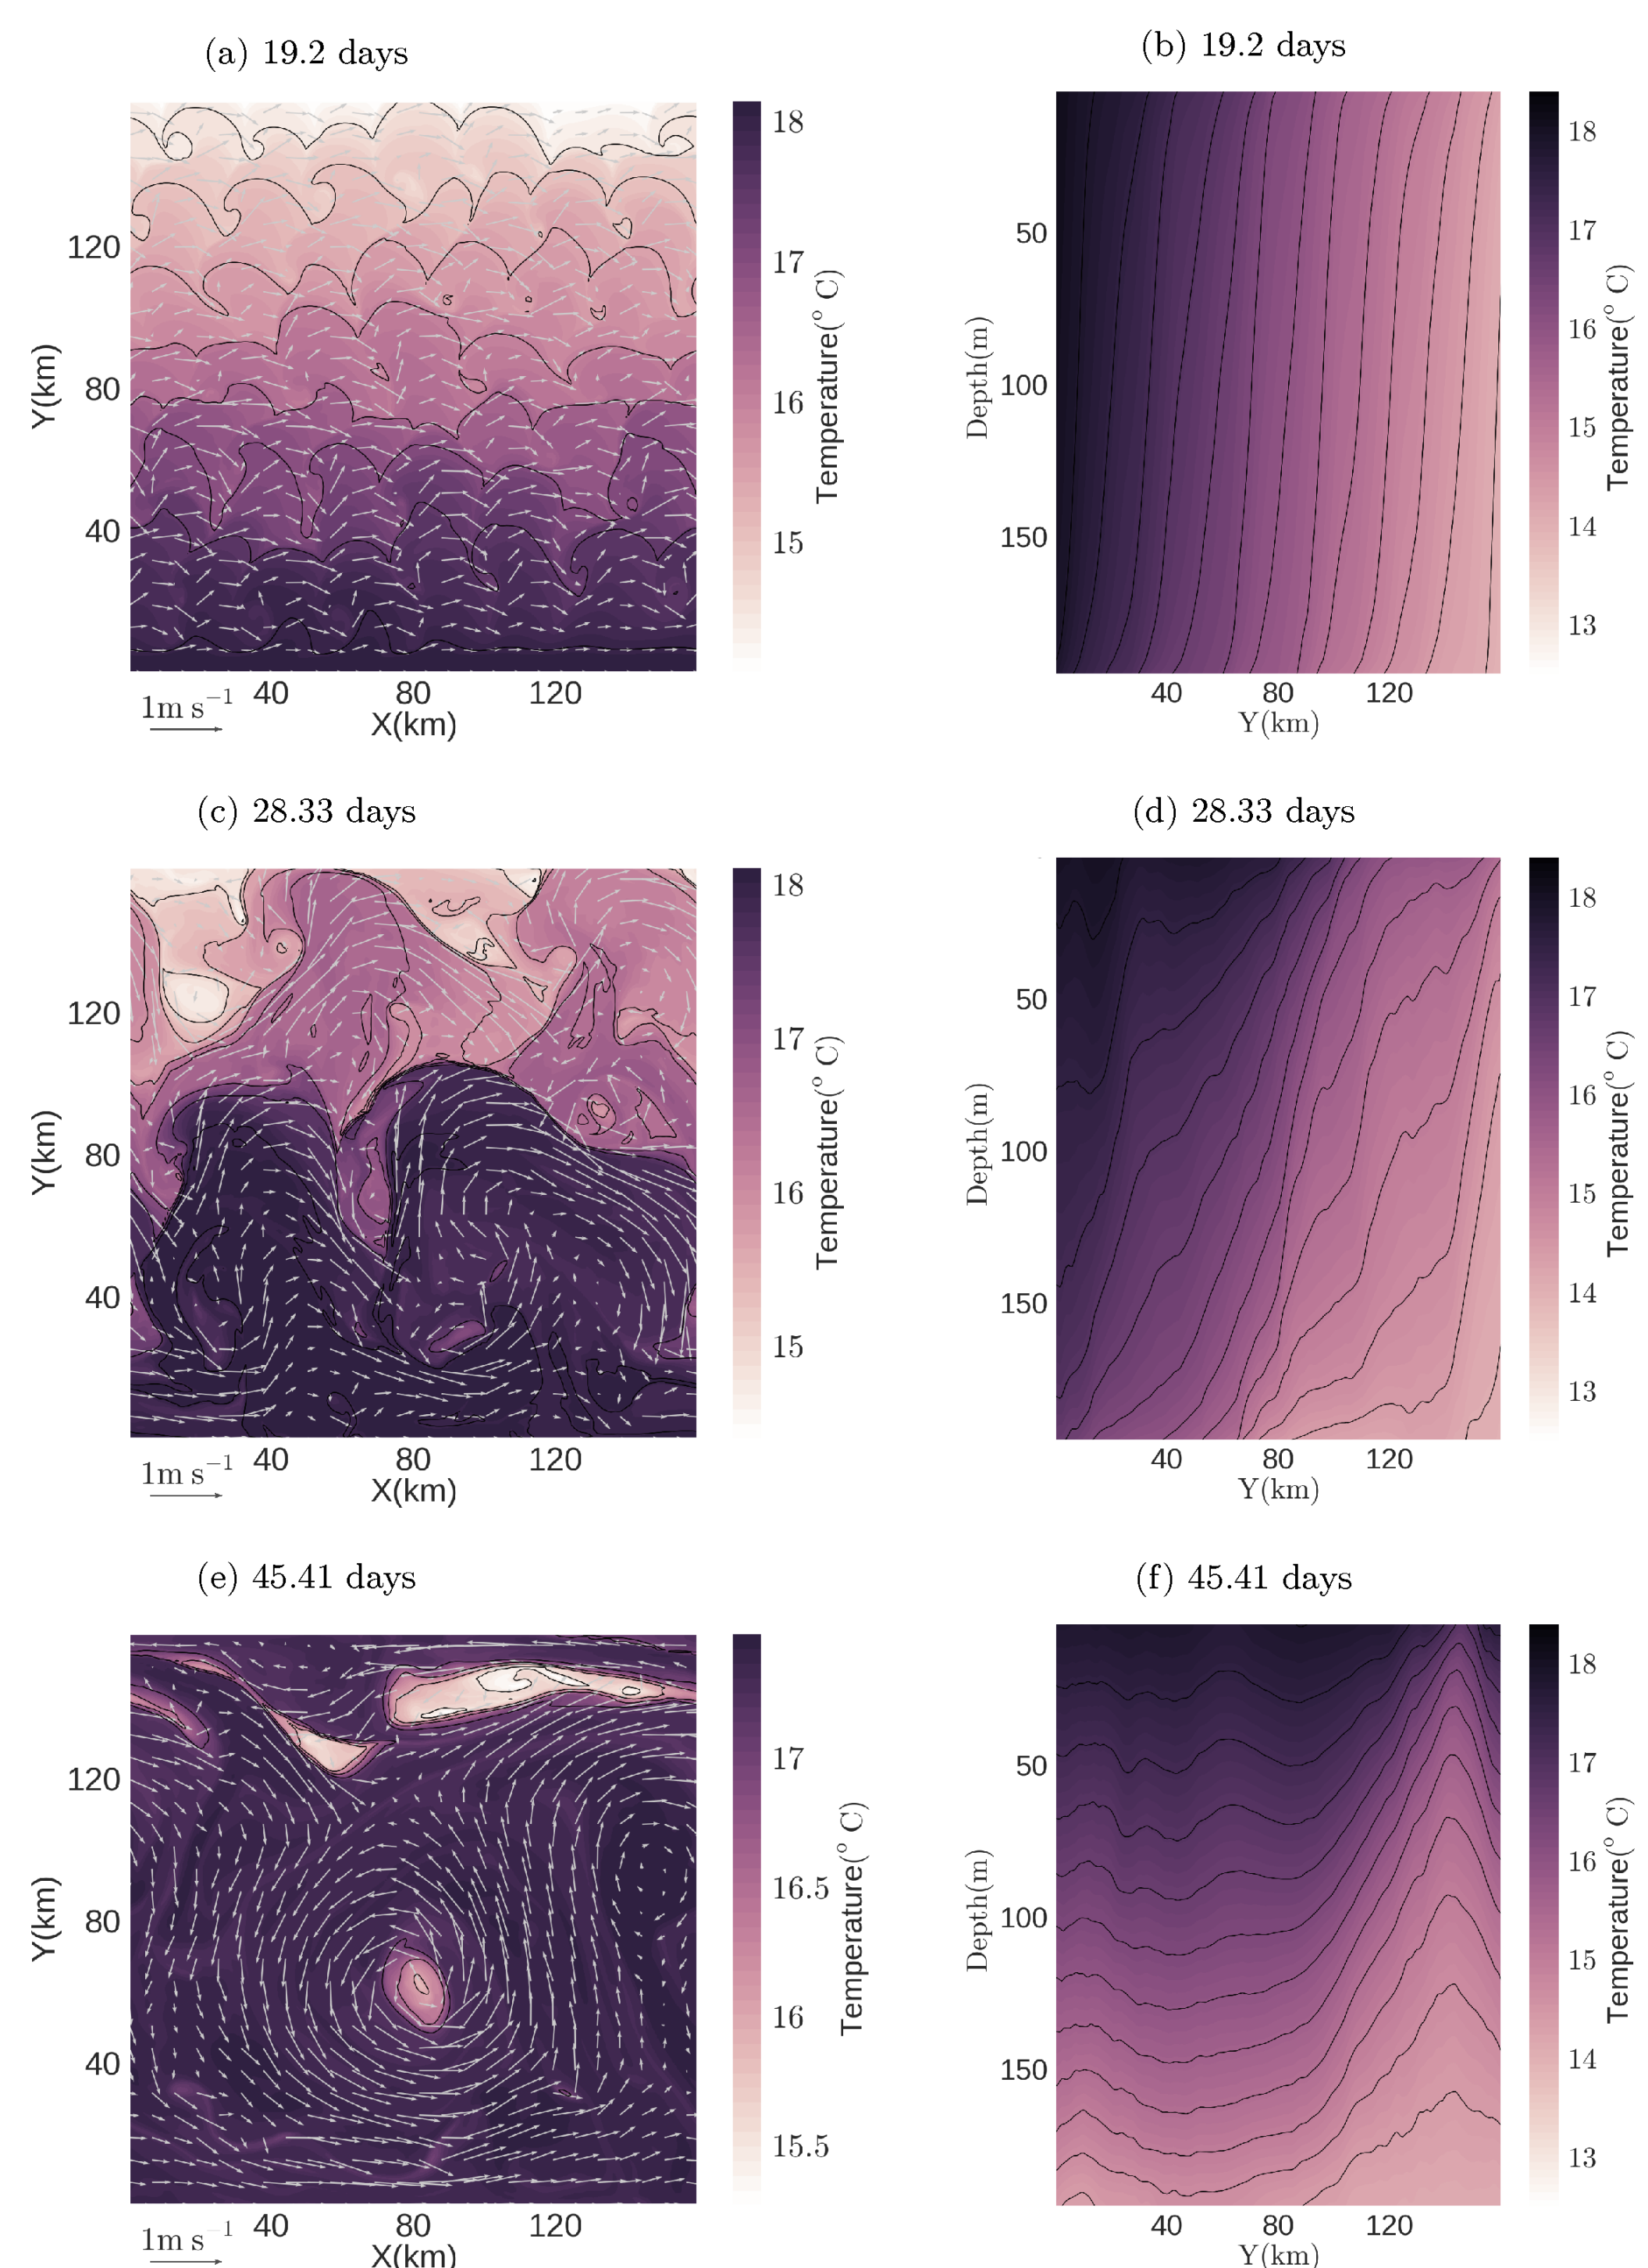 (a) 19.2 days
(b) 19.2 days
18
17
16
15
Temperature(° C)
120
80
40
Y(km)
40 80 120
X(km)
1m s⁻¹
50
100
150
Depth(m)
40 80 120
Y(km)
18
17
16
15
14
13
Temperature(° C)
(c) 28.33 days
(d) 28.33 days
120
80
40
Y(km)
40 80 120
X(km)
1m s⁻¹
18
17
16
15
Temperature(° C)
50
100
150
Depth(m)
40 80 120
Y(km)
18
17
16
15
14
13
Temperature(° C)
(e) 45.41 days
(f) 45.41 days
120
80
40
Y(km)
40 80 120
X(km)
1m s⁻¹
17
16.5
16
15.5
Temperature(° C)
50
100
150
Depth(m)
40 80 120
Y(km)
18
17
16
15
14
13
Temperature(° C)